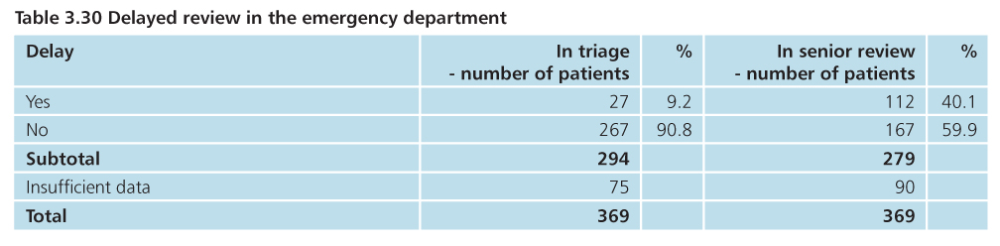 Table 3.30 Delayed review in the emergency department
Delay In triage % In senior review %
- number of patients - number of patients
Yes 27 9.2 112 40.1
No 267 90.8 167 59.9
Subtotal 294 279
Insufficient data 75 90
Total 369 369